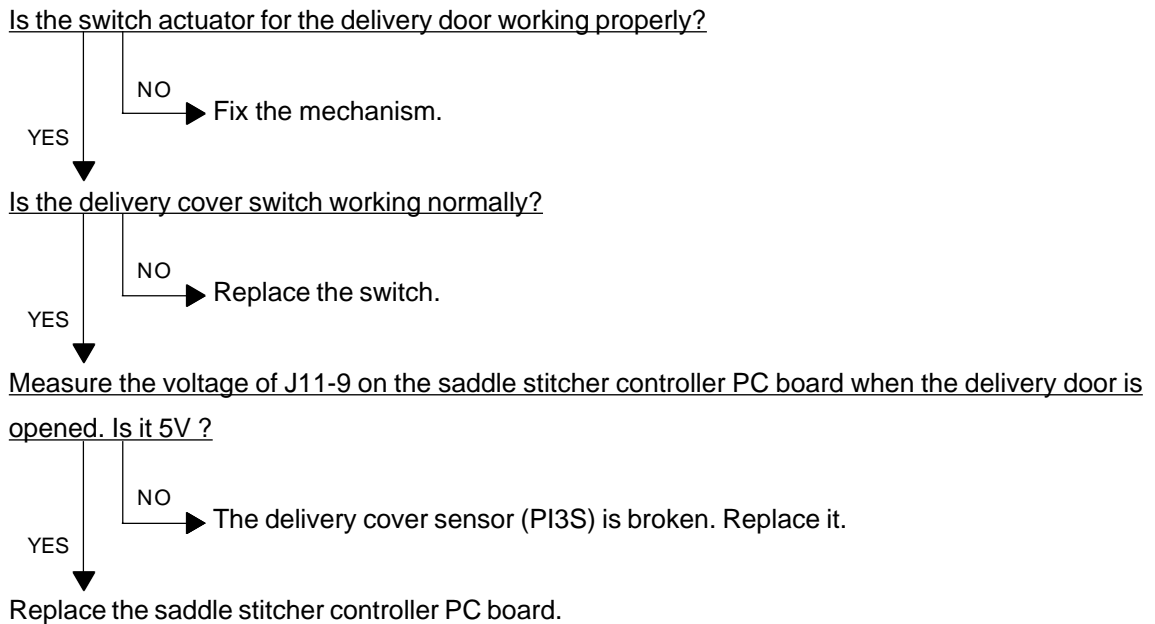 Is the switch actuator for the delivery door working properly?
NO
Fix the mechanism.
YES
Is the delivery cover switch working normally?
NO
Replace the switch.
YES
Measure the voltage of J11-9 on the saddle stitcher controller PC board when the delivery door is
opened. Is it 5V ?
NO
The delivery cover sensor (PI3S) is broken. Replace it.
YES
Replace the saddle stitcher controller PC board.